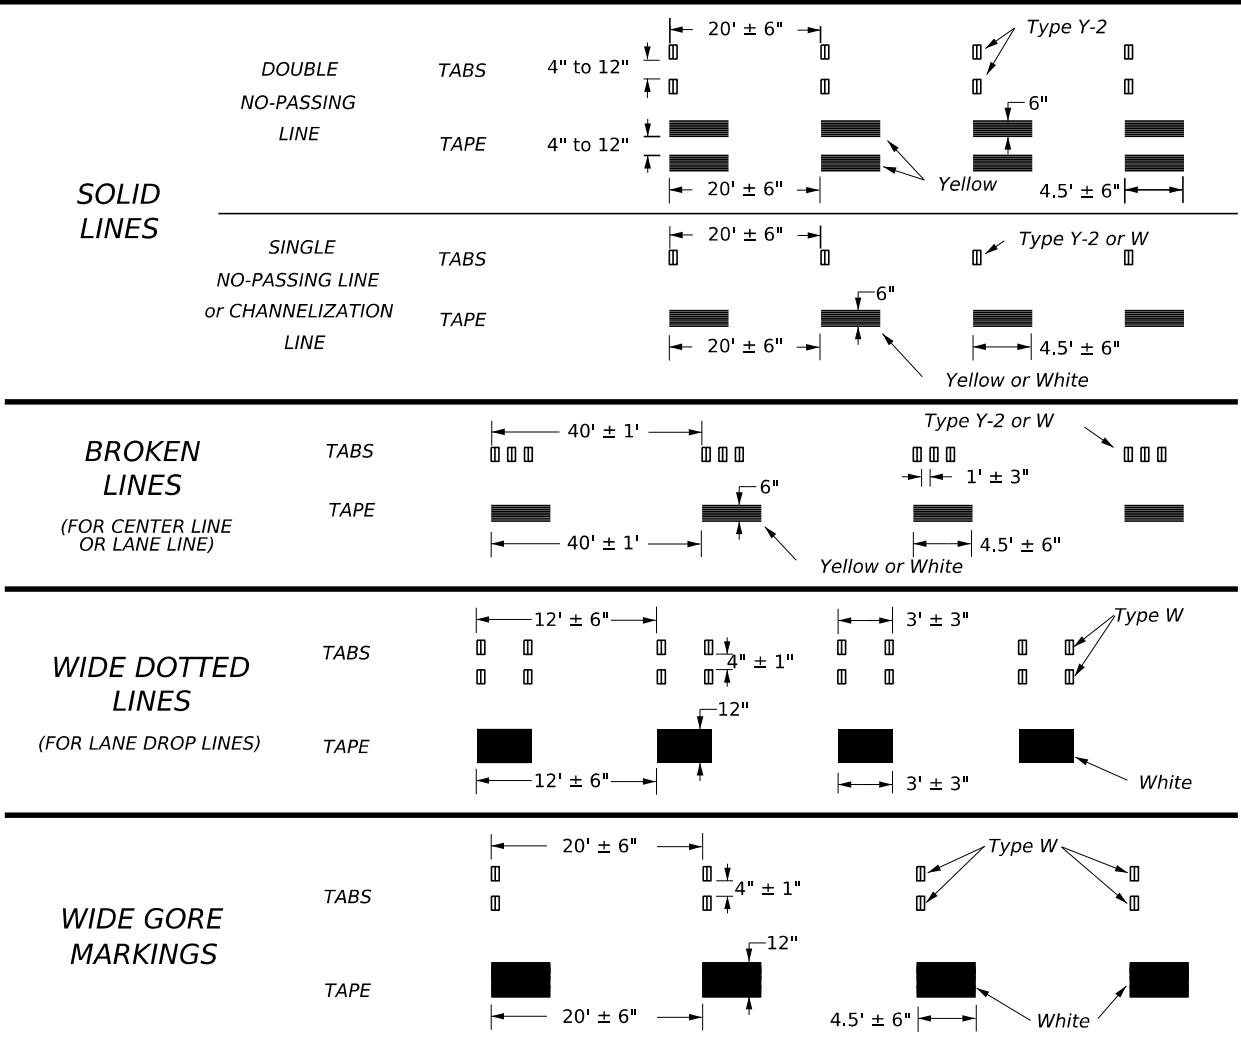 SOLID
LINES
DOUBLE
NO-PASSING
LINE
TABS
20' ± 6"
4" to 12"
Type Y-2
TAPE
4" to 12"
6"
20' ± 6"
Yellow
4.5' ± 6"
SINGLE
NO-PASSING LINE
or CHANNELIZATION
LINE
TABS
20' ± 6"
Type Y-2 or W
TAPE
6"
20' ± 6"
4.5' ± 6"
Yellow or White
BROKEN
LINES
(FOR CENTER LINE
OR LANE LINE)
TABS
40' ± 1'
Type Y-2 or W
1' ± 3"
TAPE
6"
40' ± 1'
4.5' ± 6"
Yellow or White
WIDE DOTTED
LINES
(FOR LANE DROP LINES)
TABS
12' ± 6"
3' ± 3"
Type W
4" ± 1"
TAPE
12"
12' ± 6"
3' ± 3"
White
WIDE GORE
MARKINGS
TABS
20' ± 6"
Type W
4" ± 1"
TAPE
12"
20' ± 6"
4.5' ± 6"
White